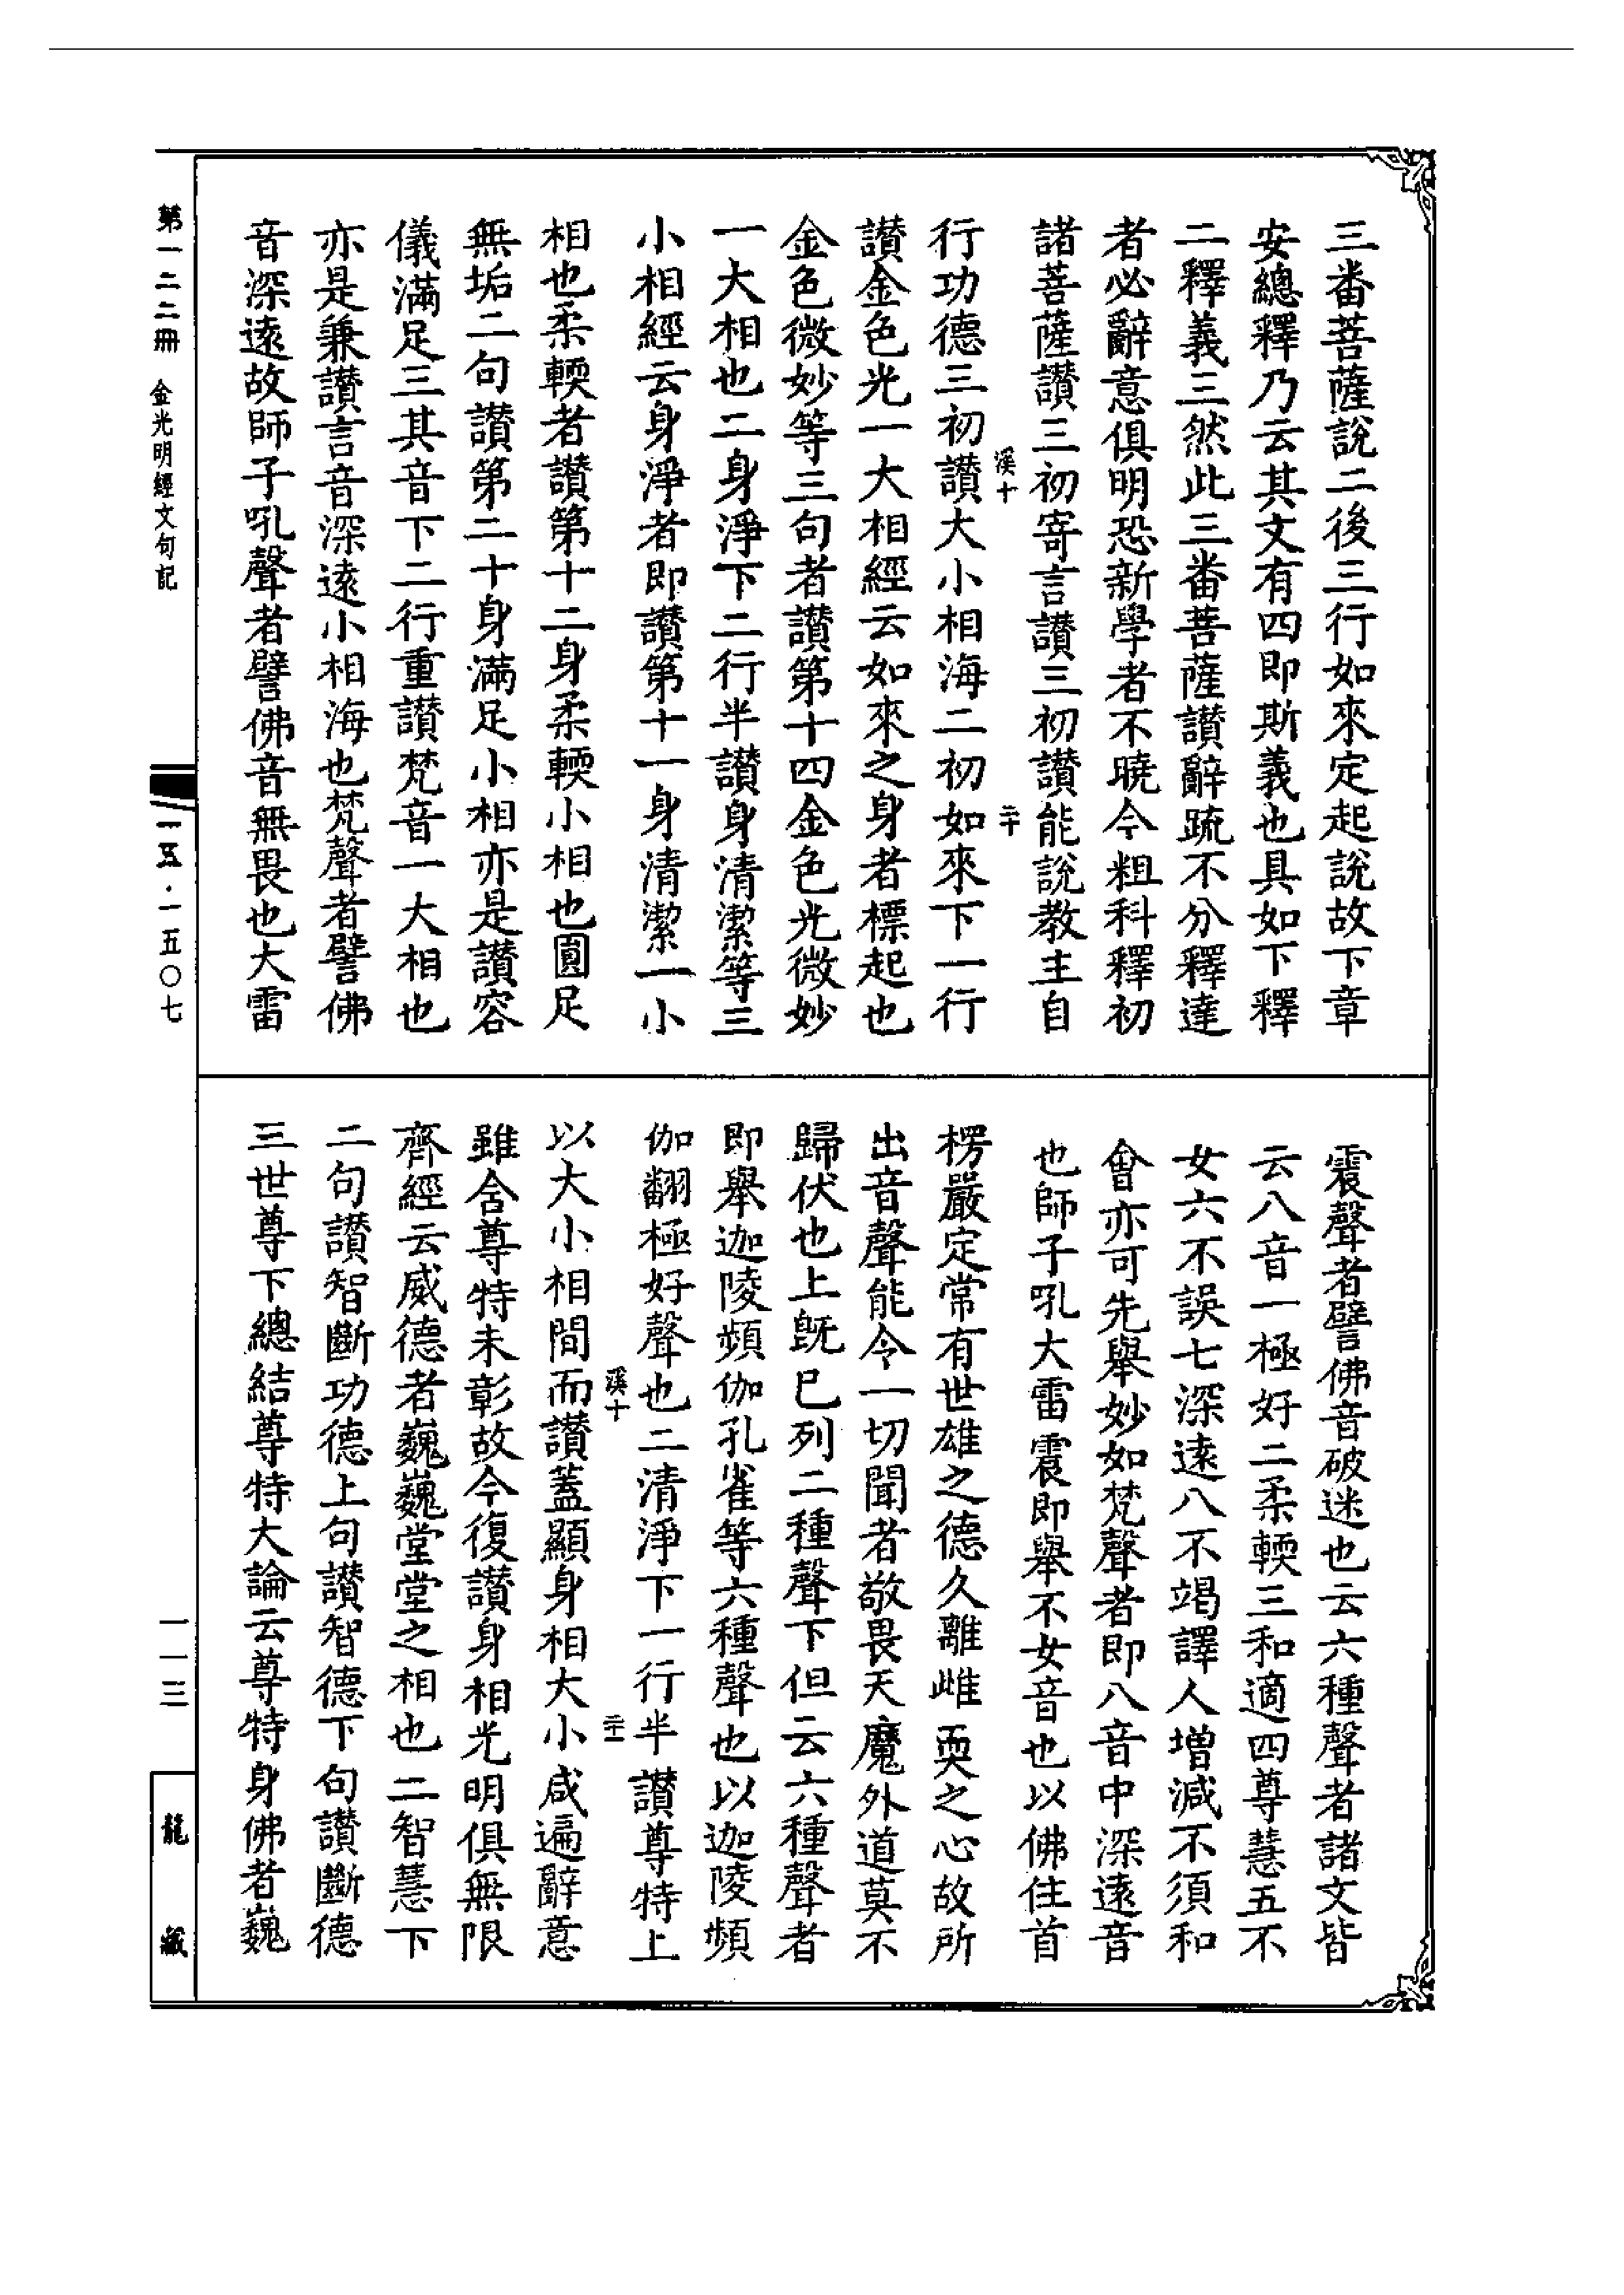 三番菩薩說二後三行如來定起說故下章
安總釋乃云其文有四即斯義也具如下釋
二釋義三然此三番菩薩讃辭疏不分釋達
者必辭意俱明恐新學者不曉今粗科釋初
諸菩薩讃三初寄言讃三初讃能說教主自
溪十
二十
行功德三初讃大小相海二初如來下一行
讃金色光一大相經云如來之身者標起也
金色微妙等三句者讃第十四金色光微妙
一大相也二身淨下二行半讃身清潔等三
小相經云身淨者即讃第十一身清潔一小
相也柔輭者讃第十二身柔輭小相也圓足
無垢二句讃第二十身滿足小相亦是讃容
儀滿足三其音下二行重讃梵音一大相也
亦是兼讃言音深遠小相海也梵聲者譬佛
音深遠故師子吼聲者譬佛音無畏也大雷
震聲者譬佛音破迷也云六種聲者諸文皆
云八音一極好二柔輭三和適四尊慧五不
女六不誤七深遠八不竭譯人增減不須和
會亦可先舉妙如梵聲者即八音中深遠音
也師子吼大雷震即舉不女音也以佛住首
楞嚴定常有世雄之德久離雌耎之心故所
出音聲能令一切聞者敬畏天魔外道莫不
歸伏也上旣已列二種聲下但云六種聲者
即舉迦陵頻伽孔雀等六種聲也以迦陵頻
伽翻極好聲也二清淨下一行半讃尊特上
溪十
二十一
以大小相間而讃蓋顯身相大小咸遍辭意
雖含尊特未彰故今復讃身相光明俱無限
齊經云威德者巍巍堂堂之相也二智慧下
二句讃智斷功德上句讃智德下句讃斷德
三世尊下總結尊特大論云尊特身佛者巍
第一二二冊 金光明經文句記
一五·一五〇七
一一三
龍藏